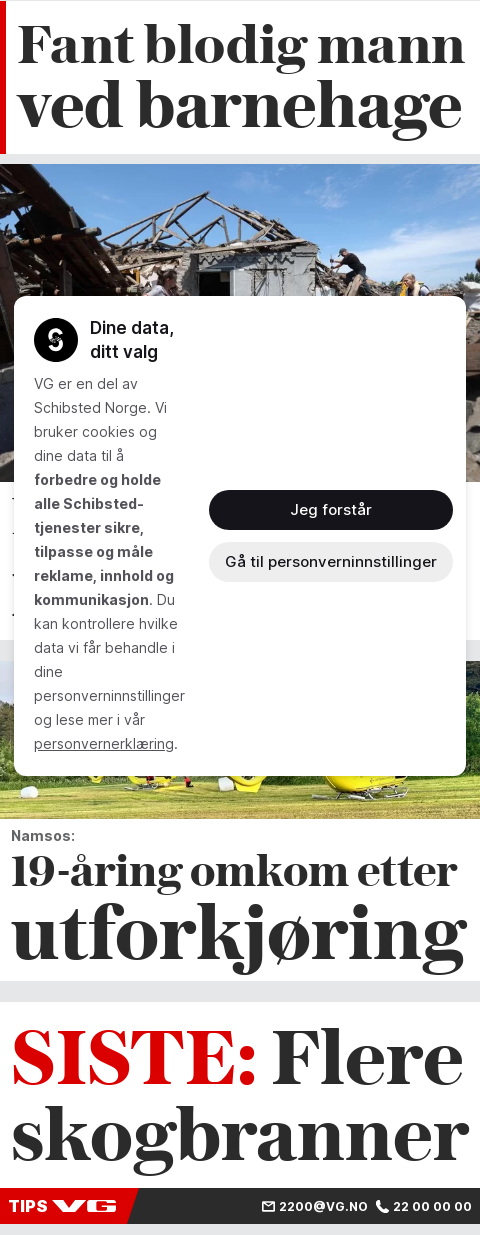 Fant blodig mann
ved barnehage
Dine data,
ditt valg
VG er en del av
Schibsted Norge. Vi
bruker cookies og
dine data til å
forbedre og holde
alle Schibsted-
tjenester sikre,
tilpasse og måle
reklame, innhold og
kommunikasjon. Du
kan kontrollere hvilke
data vi får behandle i
dine
personverninnstillinger
og lese mer i vår
personvernerklæring.
Jeg forstår
Gå til personverninnstillinger
Namsos:
19-åring omkom etter
utforkjøring
SISTE: Flere
skogbranner
TIPS VG 2200@VG.NO 22 00 00 00